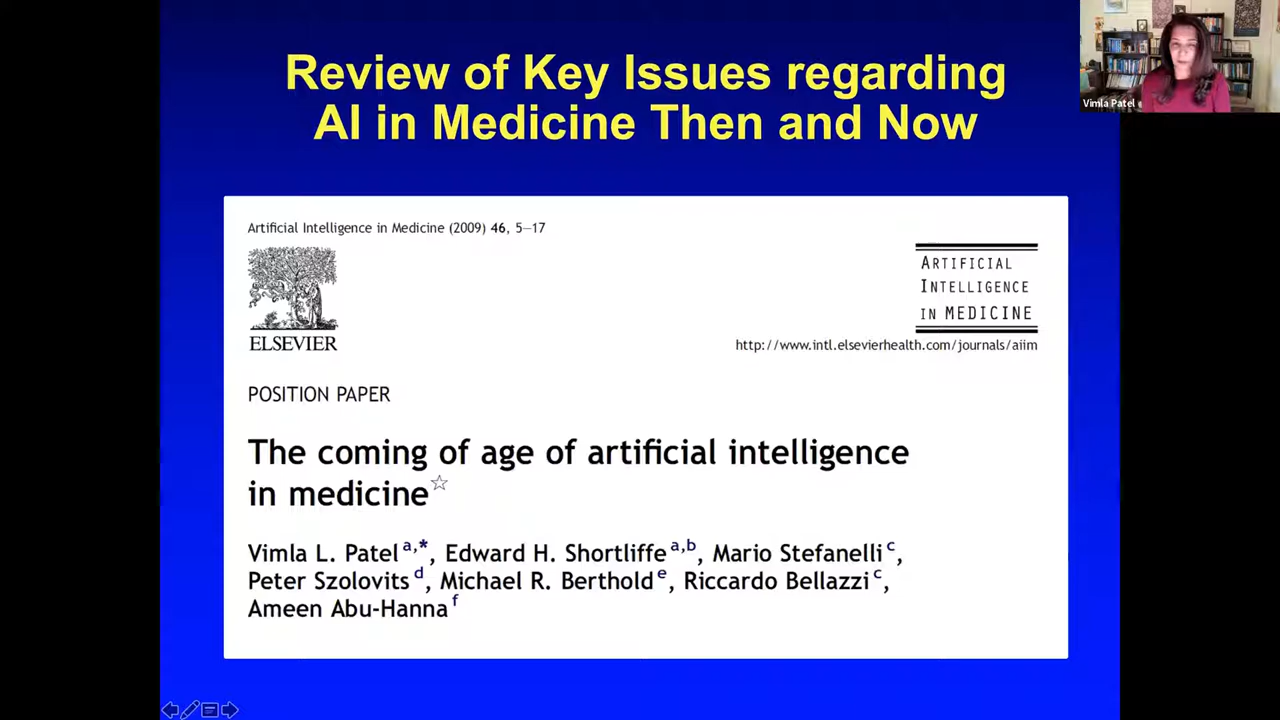 Review of Key Issues regarding
AI in Medicine Then and Now
Vimla Patel
Artificial Intelligence in Medicine (2009) 46, 5—17
ELSEVIER
ARTIFICIAL
INTELLIGENCE
IN MEDICINE
http://www.intl.elsevierhealth.com/journals/aiim
POSITION PAPER
The coming of age of artificial intelligence
in medicine☆
Vimla L. Patel a,*, Edward H. Shortliffe a,b, Mario Stefanelli c,
Peter Szolovits d, Michael R. Berthold e, Riccardo Bellazzi c,
Ameen Abu-Hanna f